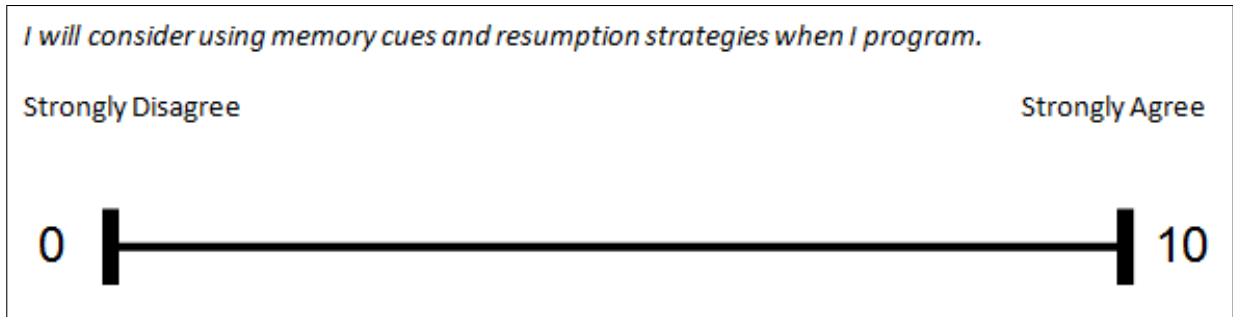 I will consider using memory cues and resumption strategies when I program.
Strongly Disagree Strongly Agree
0 10